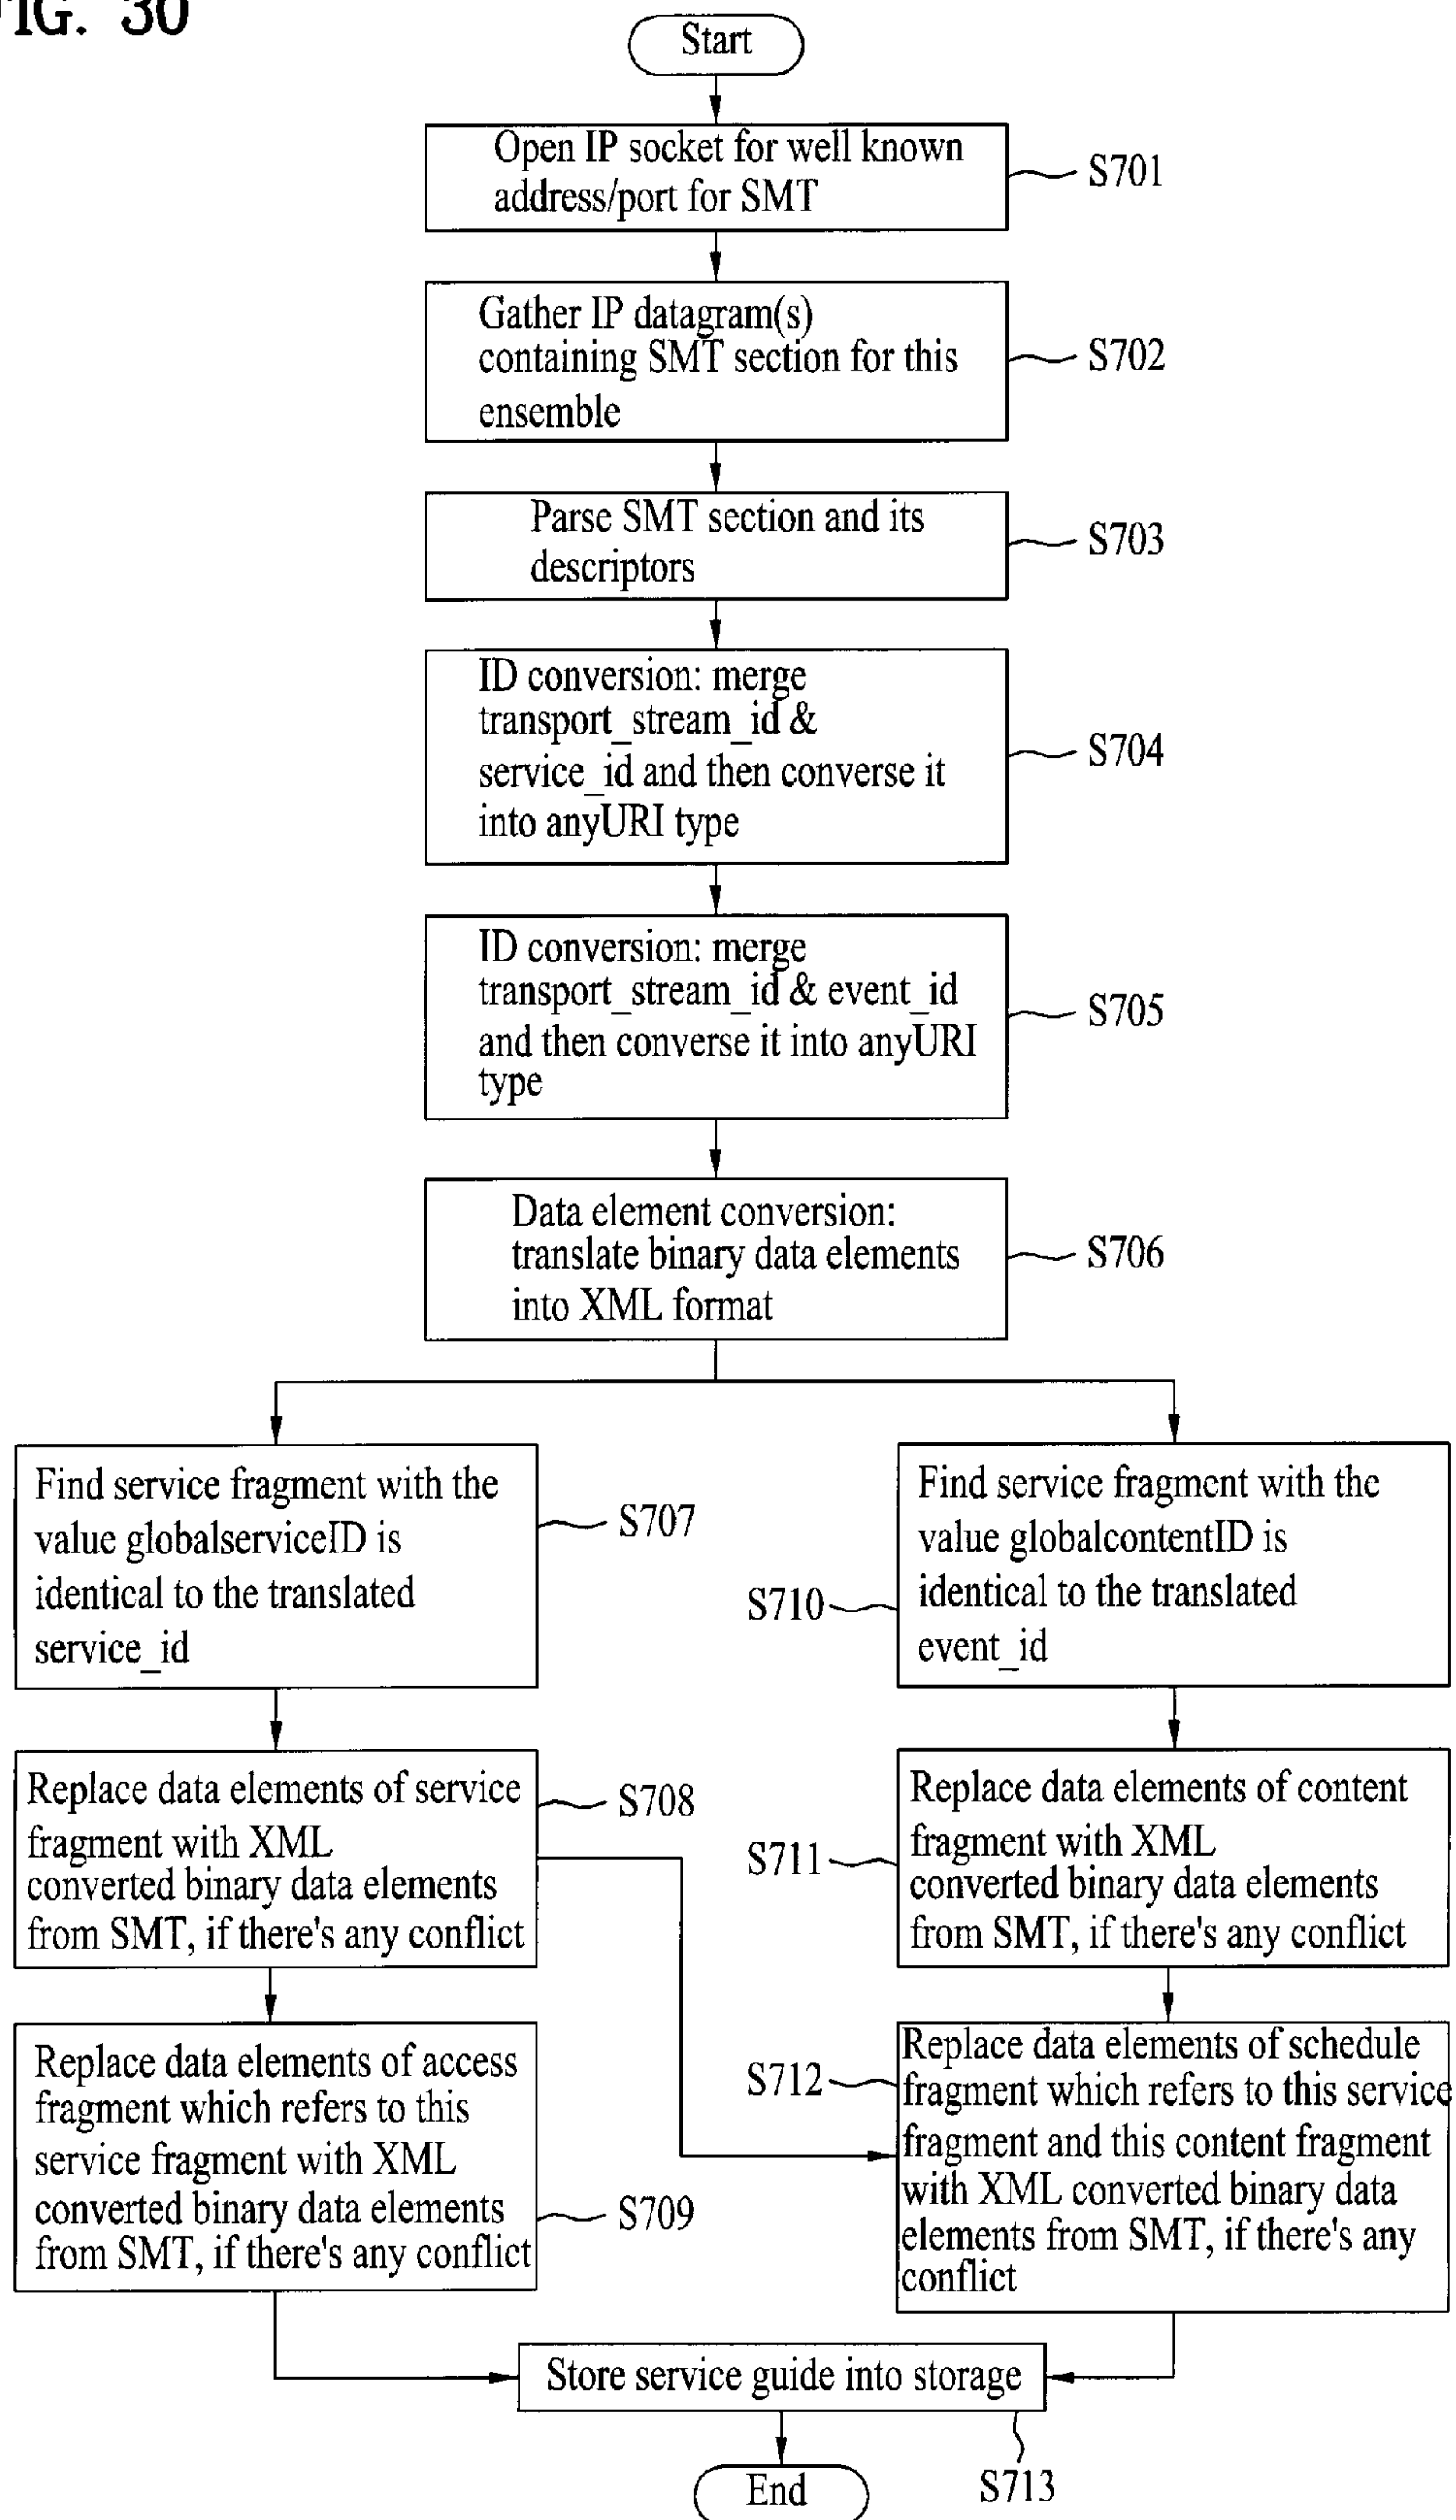 FIG. 30
Start
Open IP socket for well known
address/port for SMT
S701
Gather IP datagram(s)
containing SMT section for this
ensemble
S702
Parse SMT section and its
descriptors
S703
ID conversion: merge
transport_stream_id &
service_id and then converse it
into anyURI type
S704
ID conversion: merge
transport_stream_id & event_id
and then converse it into anyURI
type
S705
Data element conversion:
translate binary data elements
into XML format
S706
Find service fragment with the
value globalserviceID is
identical to the translated
service_id
S707
Find service fragment with the
value globalcontentID is
identical to the translated
event_id
S710
Replace data elements of service
fragment with XML
converted binary data elements
from SMT, if there's any conflict
S708
Replace data elements of content
fragment with XML
converted binary data elements
from SMT, if there's any conflict
S711
Replace data elements of access
fragment which refers to this
service fragment with XML
converted binary data elements
from SMT, if there's any conflict
S709
Replace data elements of schedule
fragment which refers to this service
fragment and this content fragment
with XML converted binary data
elements from SMT, if there's any
conflict
S712
Store service guide into storage
S713
End